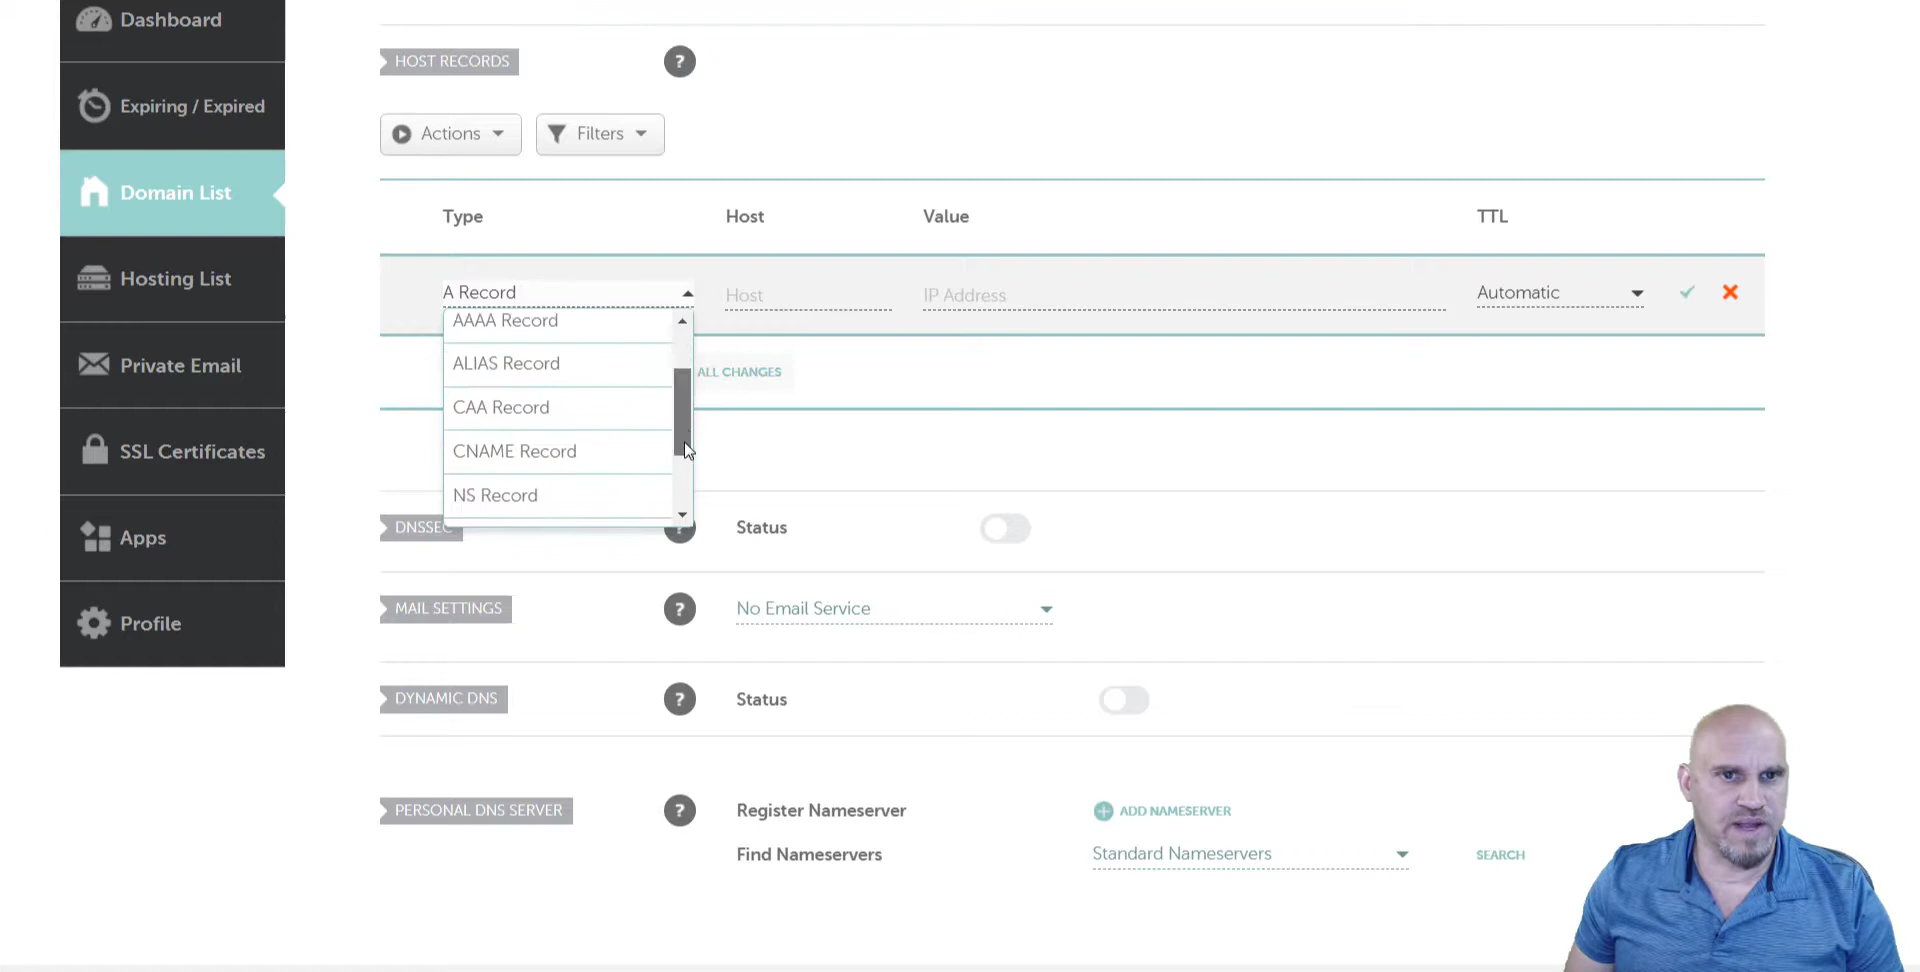 Dashboard
Expiring / Expired
Domain List
Hosting List
Private Email
SSL Certificates
Apps
Profile
HOST RECORDS
?
Actions
Filters
Type Host Value TTL
A Record Host IP Address Automatic
AAAA Record
ALIAS Record
CAA Record
CNAME Record
NS Record
ALL CHANGES
DNSSEC ? Status
MAIL SETTINGS ? No Email Service
DYNAMIC DNS ? Status
PERSONAL DNS SERVER ? Register Nameserver ADD NAMESERVER
Find Nameservers Standard Nameservers SEARCH